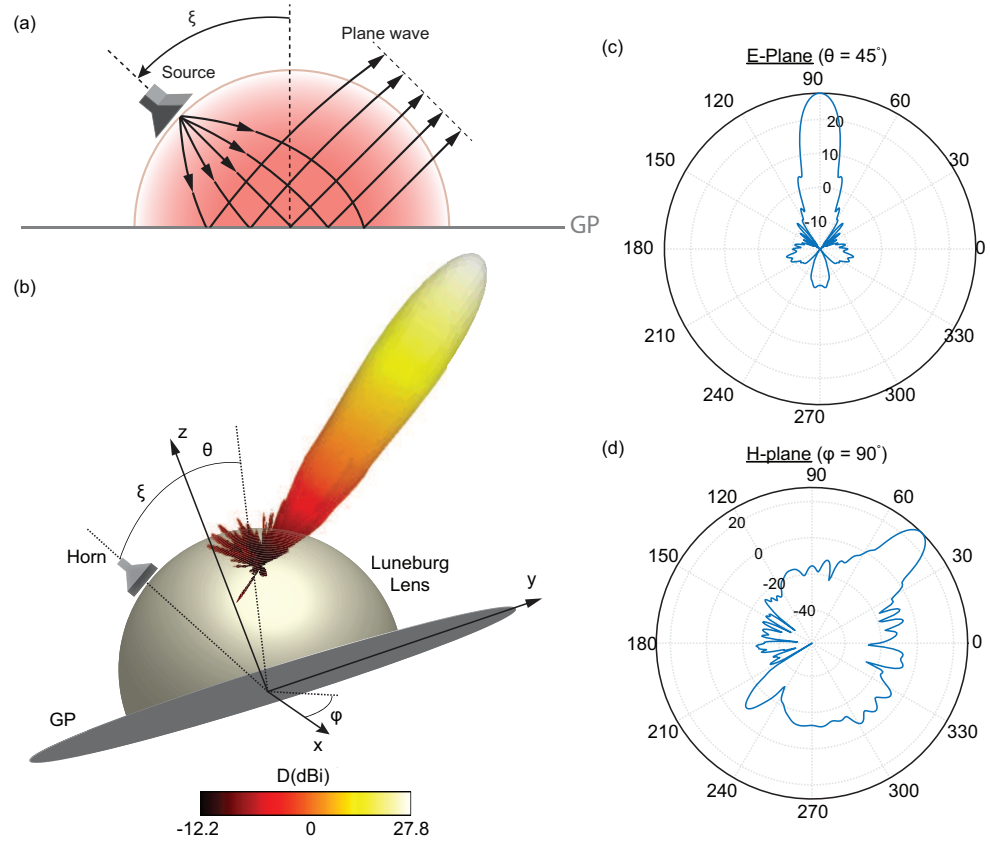 (a)
ξ
Source
Plane wave
GP
(b)
z
θ
ξ
Horn
Luneburg
Lens
y
GP
φ
x
D(dBi)
-12.2 0 27.8
(c)
E-Plane (θ = 45°)
90
120 60
20
150 10 30
0
-10
180 0
210 330
240 300
270
(d)
H-plane (φ = 90°)
90
120 60
20
150 0 30
-20
-40
180 0
210 330
240 300
270